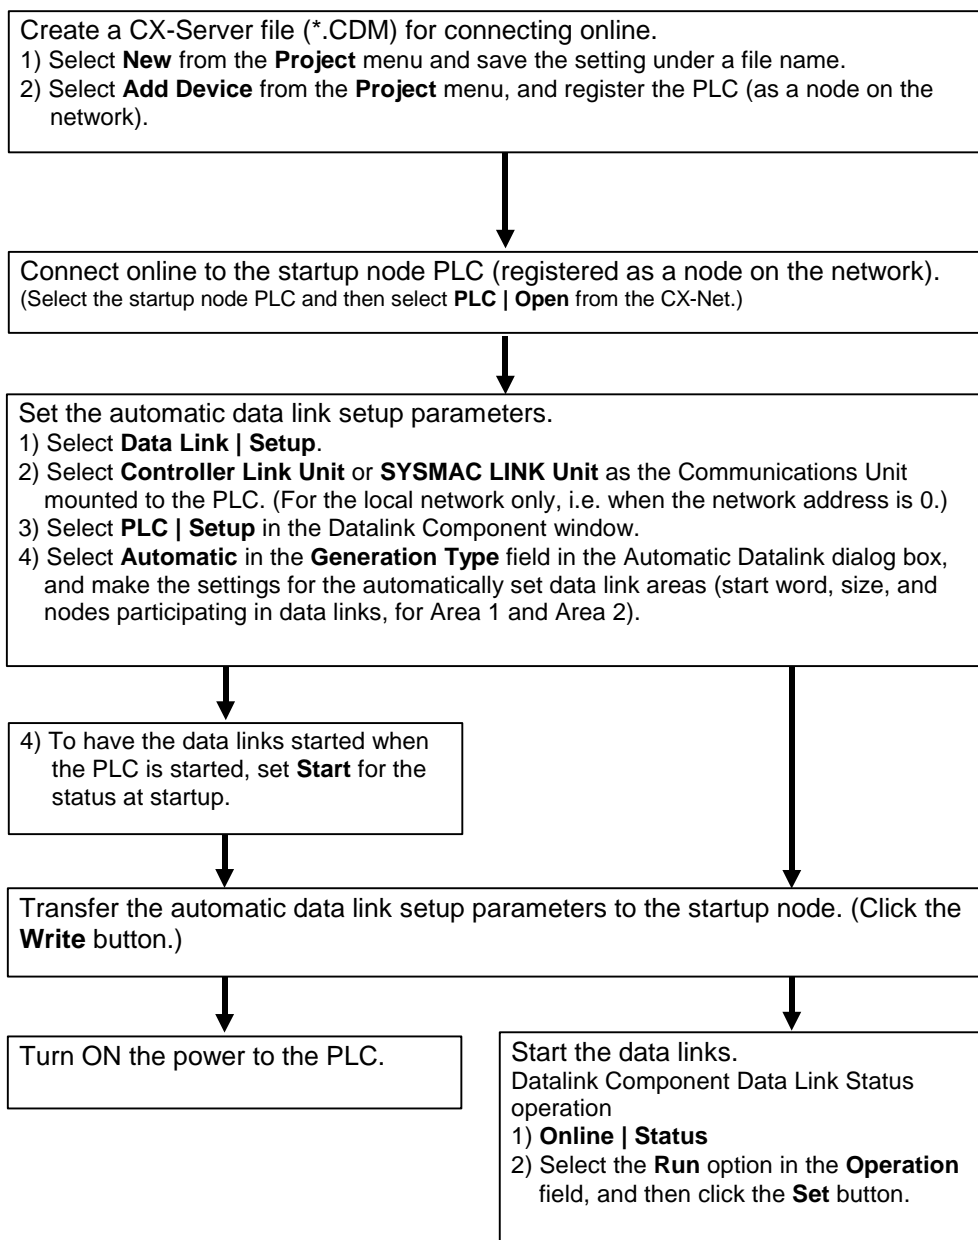 Create a CX-Server file (*.CDM) for connecting online.
1) Select New from the Project menu and save the setting under a file name.
2) Select Add Device from the Project menu, and register the PLC (as a node on the
network).
Connect online to the startup node PLC (registered as a node on the network).
(Select the startup node PLC and then select PLC | Open from the CX-Net.)
Set the automatic data link setup parameters.
1) Select Data Link | Setup.
2) Select Controller Link Unit or SYSMAC LINK Unit as the Communications Unit
mounted to the PLC. (For the local network only, i.e. when the network address is 0.)
3) Select PLC | Setup in the Datalink Component window.
4) Select Automatic in the Generation Type field in the Automatic Datalink dialog box,
and make the settings for the automatically set data link areas (start word, size, and
nodes participating in data links, for Area 1 and Area 2).
4) To have the data links started when
the PLC is started, set Start for the
status at startup.
Transfer the automatic data link setup parameters to the startup node. (Click the
Write button.)
Turn ON the power to the PLC.
Start the data links.
Datalink Component Data Link Status
operation
1) Online | Status
2) Select the Run option in the Operation
field, and then click the Set button.